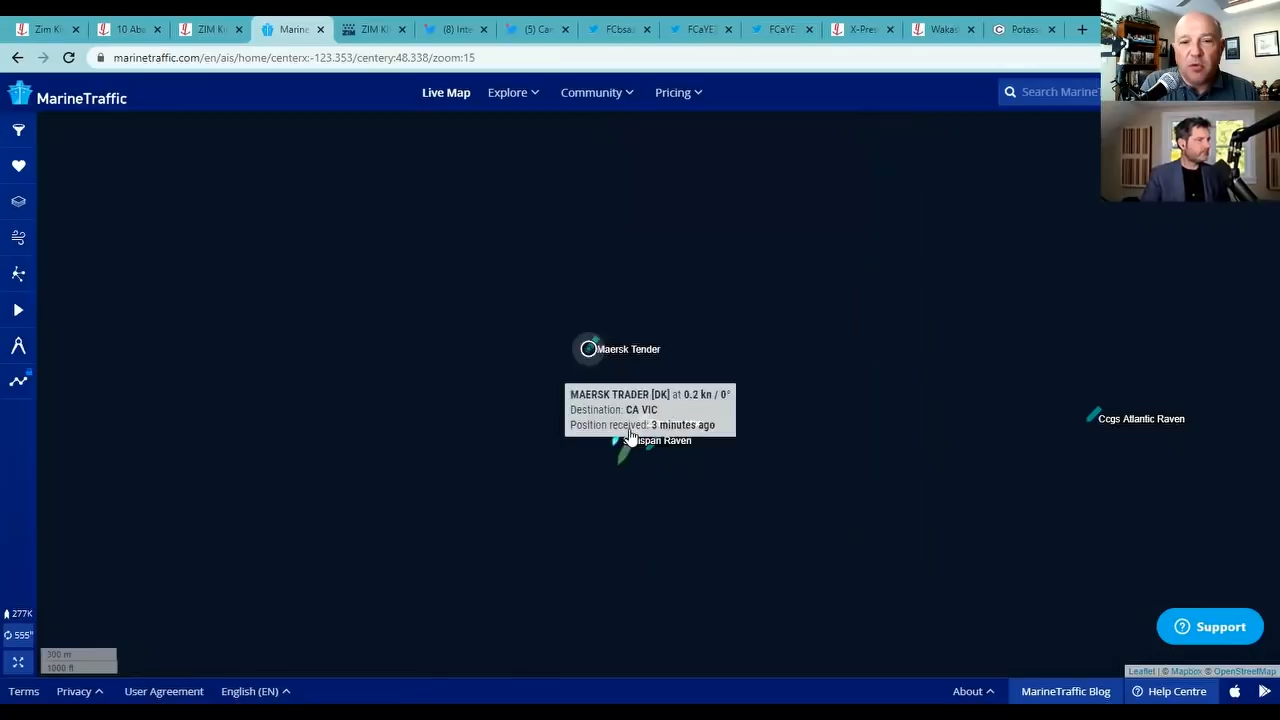 Zim Ki
10 Abo
ZIM K
Marine
ZIM Ki
(8) Inte
(5) Car
FCbsa
FCaYE
FCaYE
X-Pres
Wakas
Potass
marinetraffic.com/en/ais/home/centerx:-123.353/centery:48.338/zoom:15
MarineTraffic
Live Map
Explore
Community
Pricing
Search MarineT
Maersk Tender
MAERSK TRADER [DK] at 0.2 kn / 0°
Destination: CA VIC
Position received: 3 minutes ago
span Raven
Ccgs Atlantic Raven
277K
555"
300 m
1000 ft
Support
Leaflet | © Mapbox © OpenStreetMap
Terms
Privacy
User Agreement
English (EN)
About
MarineTraffic Blog
Help Centre